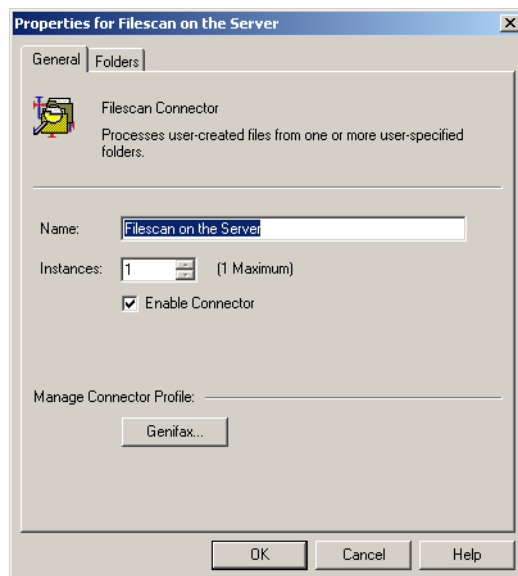 Properties for Filescan on the Server
General Folders
Filescan Connector
Processes user-created files from one or more user-specified
folders.
Name: Filescan on the Server
Instances: 1 (1 Maximum)
Enable Connector
Manage Connector Profile:
Genifax...
OK Cancel Help